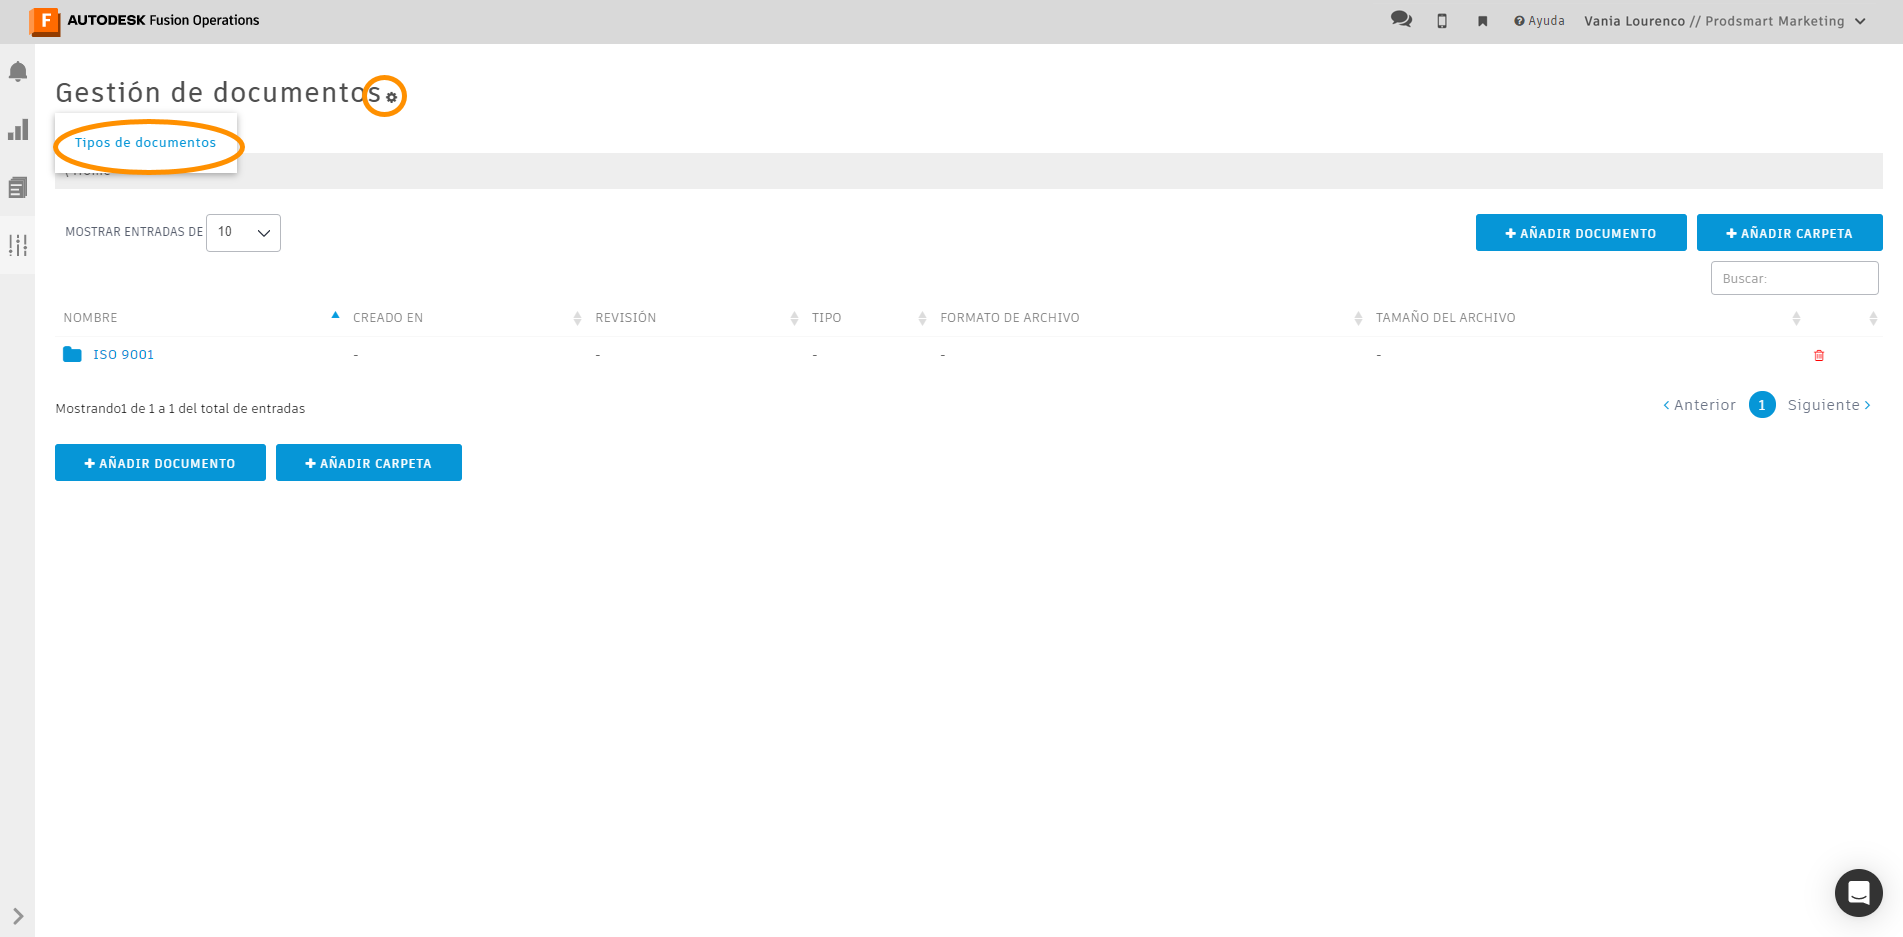 F AUTODESK Fusion Operations
Ayuda Vania Lourenco // Prodsmart Marketing
Gestión de documentos
Tipos de documentos
MOSTRAR ENTRADAS DE 10
+ AÑADIR DOCUMENTO + AÑADIR CARPETA
Buscar:
NOMBRE CREADO EN REVISIÓN TIPO FORMATO DE ARCHIVO TAMAÑO DEL ARCHIVO
ISO 9001 - - - - -
Mostrando1 de 1 a 1 del total de entradas
‹ Anterior 1 Siguiente ›
+ AÑADIR DOCUMENTO + AÑADIR CARPETA